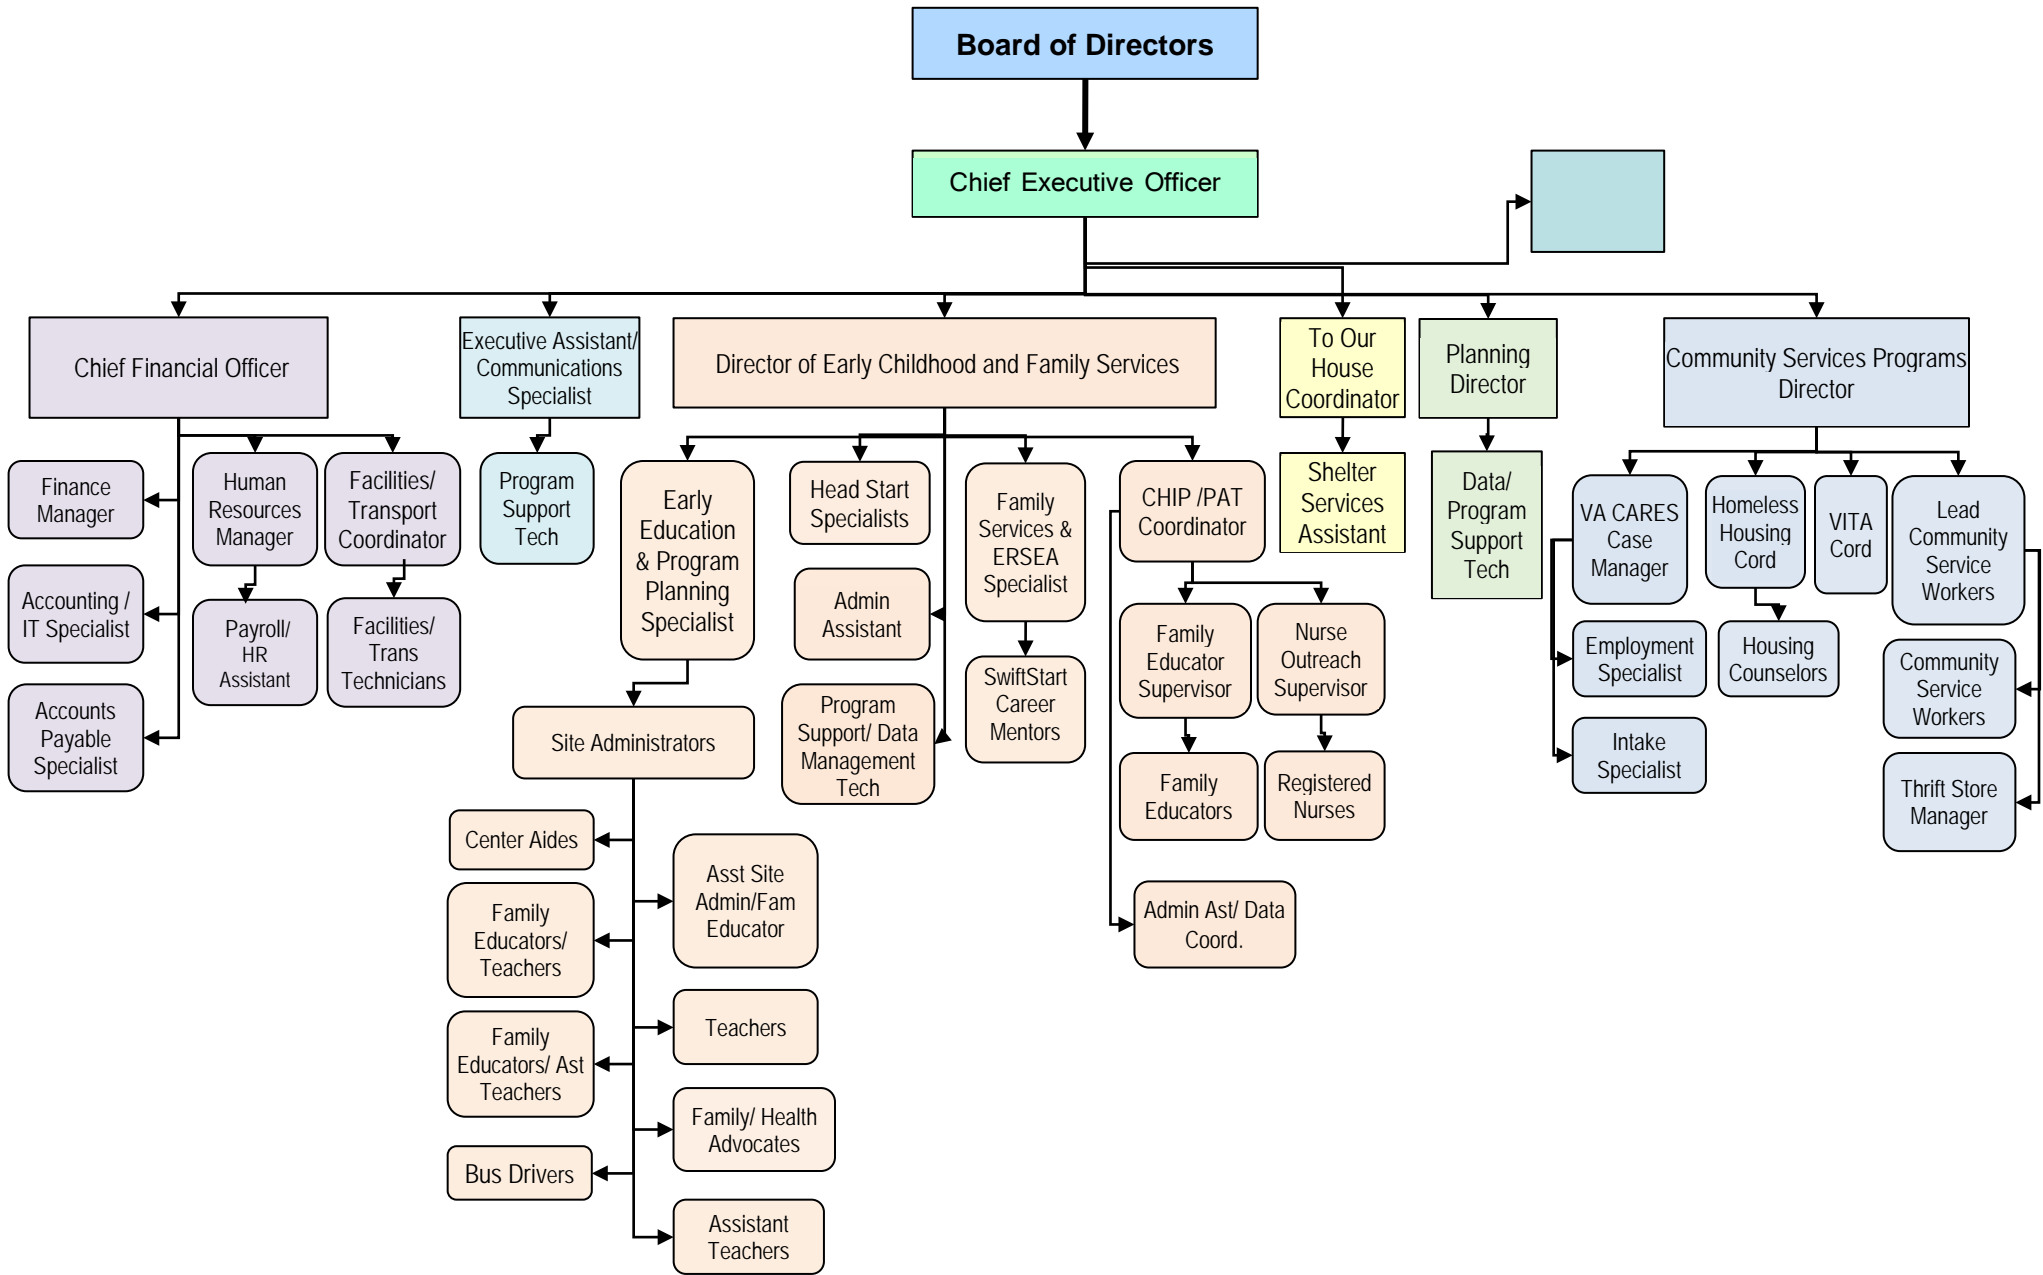 Board of Directors
Chief Executive Officer
Chief Financial Officer
Executive Assistant/
Communications
Specialist
Director of Early Childhood and Family Services
To Our
House
Coordinator
Planning
Director
Community Services Programs
Director
Finance
Manager
Human
Resources
Manager
Facilities/
Transport
Coordinator
Program
Support
Tech
Early
Education
& Program
Planning
Specialist
Head Start
Specialists
Family
Services &
ERSEA
Specialist
CHIP /PAT
Coordinator
Shelter
Services
Assistant
Data/
Program
Support
Tech
VA CARES
Case
Manager
Homeless
Housing
Cord
VITA
Cord
Lead
Community
Service
Workers
Accounting /
IT Specialist
Payroll/
HR
Assistant
Facilities/
Trans
Technicians
Admin
Assistant
Family
Educator
Supervisor
Nurse
Outreach
Supervisor
Employment
Specialist
Housing
Counselors
Community
Service
Workers
Accounts
Payable
Specialist
Site Administrators
Program
Support/ Data
Management
Tech
SwiftStart
Career
Mentors
Family
Educators
Registered
Nurses
Intake
Specialist
Thrift Store
Manager
Center Aides
Asst Site
Admin/Fam
Educator
Family
Educators/
Teachers
Admin Ast/ Data
Coord.
Teachers
Family
Educators/ Ast
Teachers
Family/ Health
Advocates
Bus Drivers
Assistant
Teachers